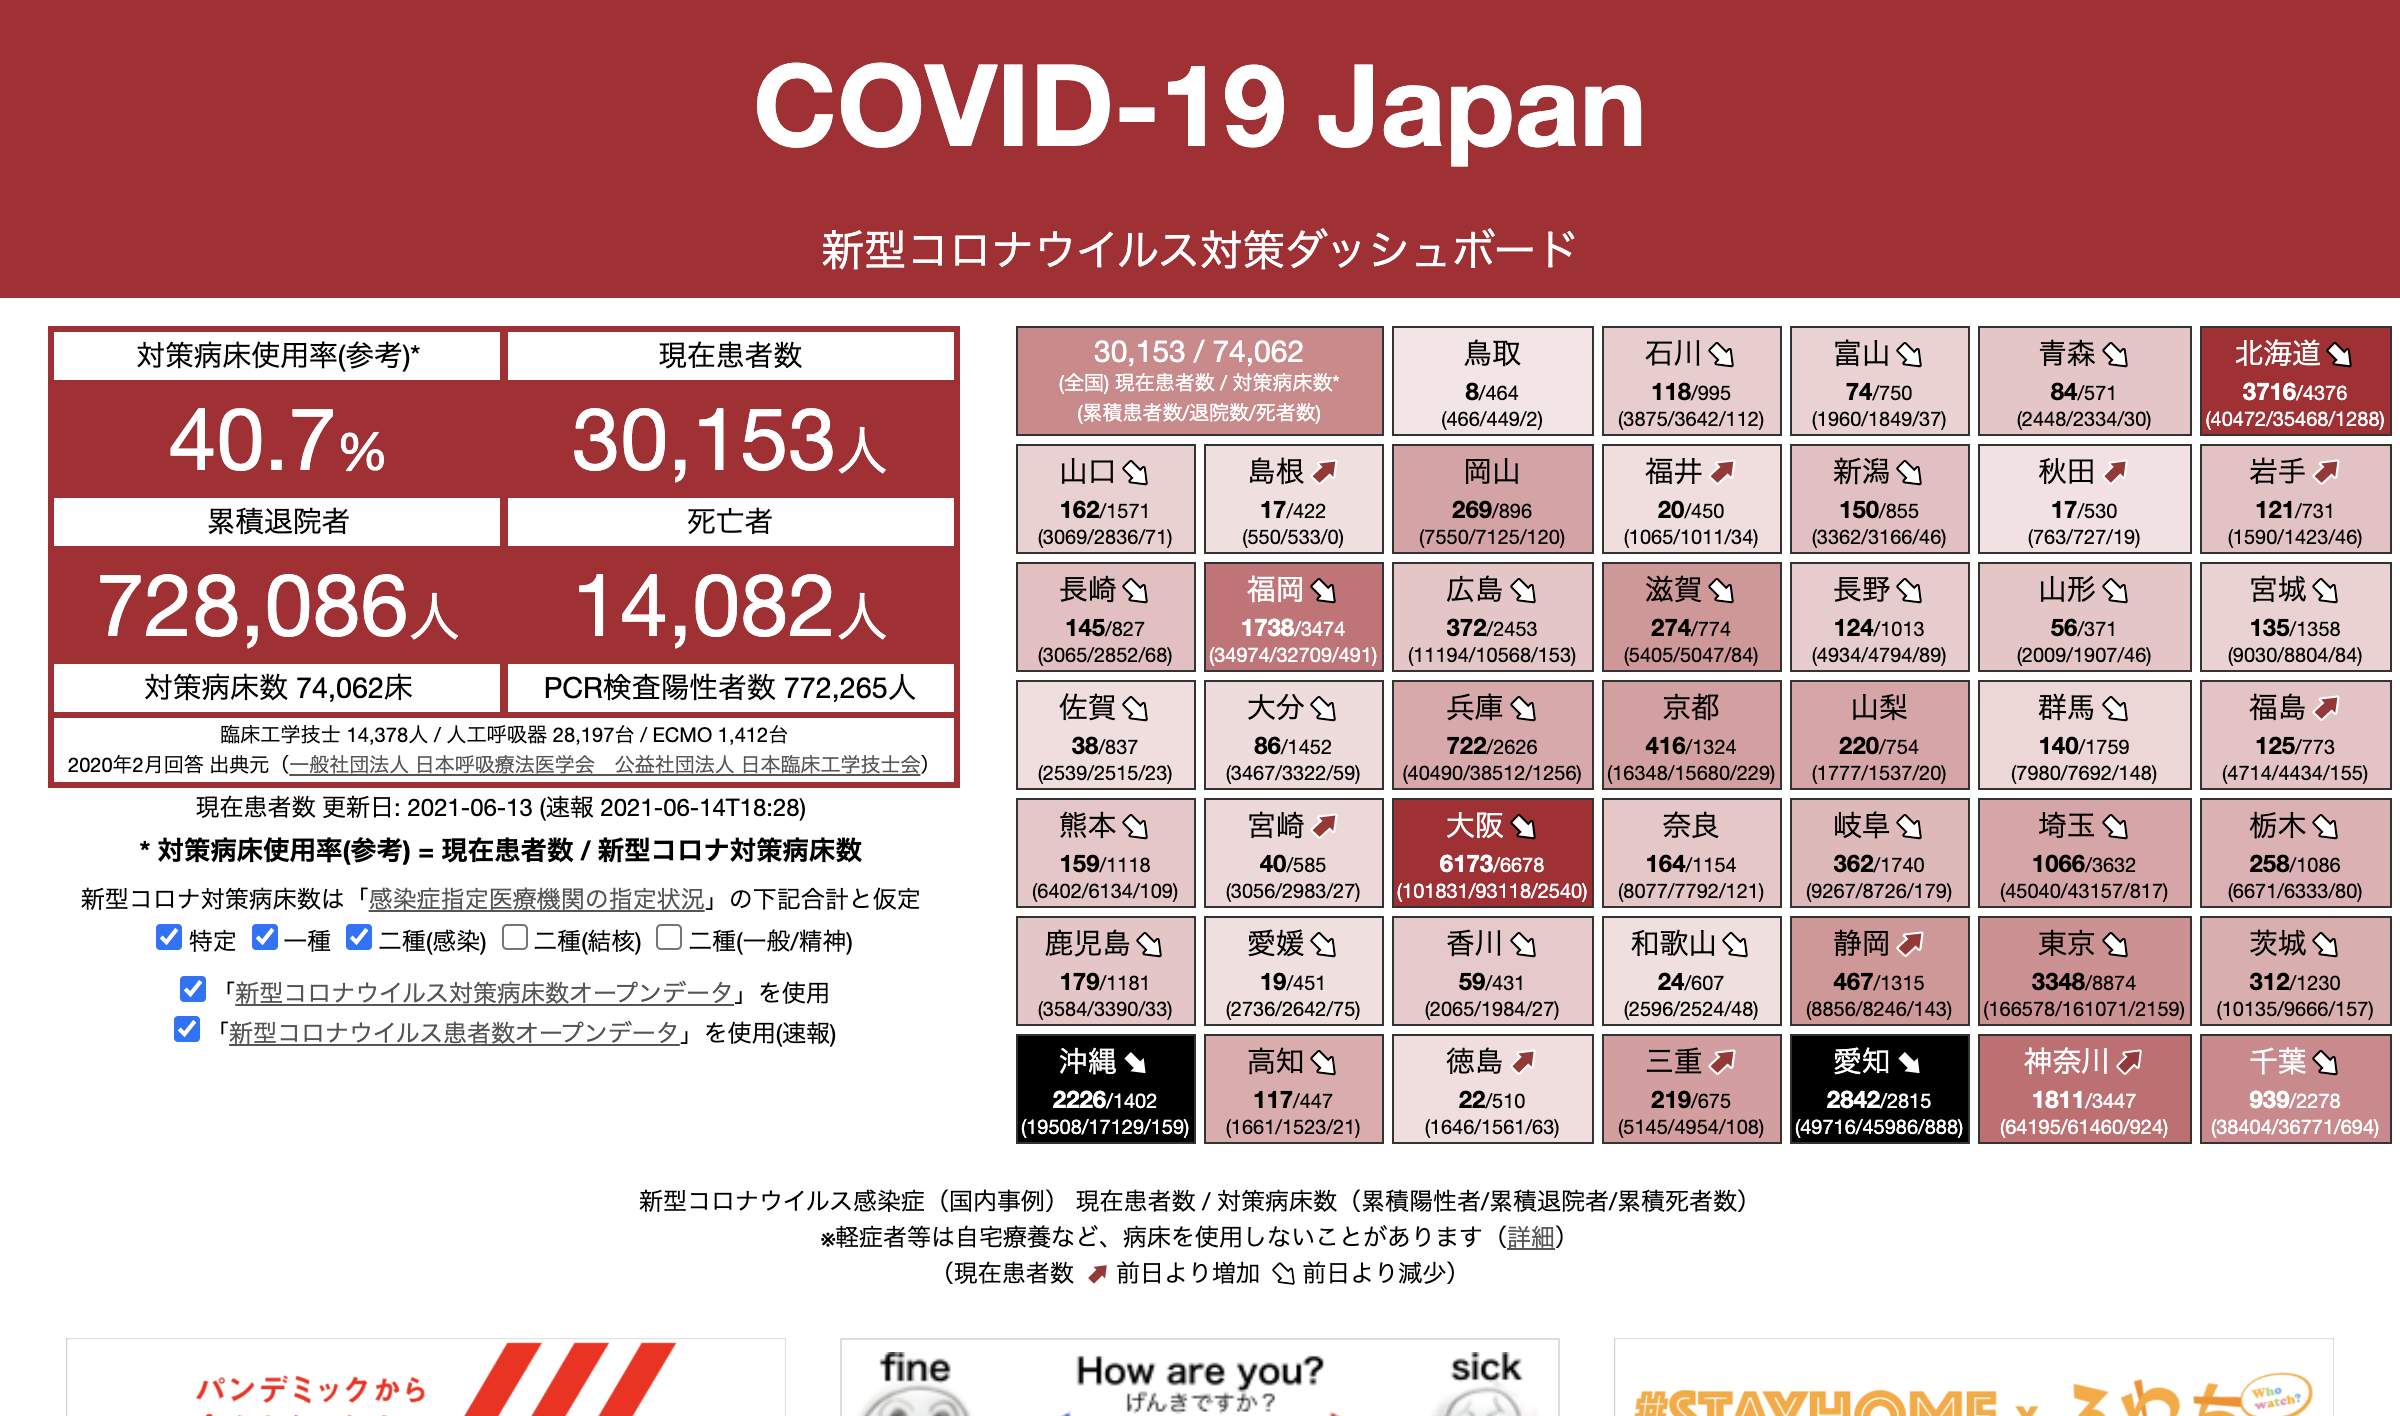 COVID-19 Japan
新型コロナウイルス対策ダッシュボード
対策病床使用率(参考)*
現在患者数
40.7%
30,153人
累積退院者
死亡者
728,086人
14,082人
対策病床数 74,062床
PCR検査陽性者数 772,265人
臨床工学技士 14,378人 / 人工呼吸器 28,197台 / ECMO 1,412台
2020年2月回答 出典元（一般社団法人 日本呼吸療法医学会　公益社団法人 日本臨床工学技士会）
現在患者数 更新日: 2021-06-13 (速報 2021-06-14T18:28)
* 対策病床使用率(参考) = 現在患者数 / 新型コロナ対策病床数
新型コロナ対策病床数は「感染症指定医療機関の指定状況」の下記合計と仮定
特定 一種 二種(感染) 二種(結核) 二種(一般/精神)
「新型コロナウイルス対策病床数オープンデータ」を使用
「新型コロナウイルス患者数オープンデータ」を使用(速報)
30,153 / 74,062
(全国) 現在患者数 / 対策病床数*
(累積患者数/退院数/死者数)
鳥取
8/464
(466/449/2)
石川
118/995
(3875/3642/112)
富山
74/750
(1960/1849/37)
青森
84/571
(2448/2334/30)
北海道
3716/4376
(40472/35468/1288)
山口
162/1571
(3069/2836/71)
島根
17/422
(550/533/0)
岡山
269/896
(7550/7125/120)
福井
20/450
(1065/1011/34)
新潟
150/855
(3362/3166/46)
秋田
17/530
(763/727/19)
岩手
121/731
(1590/1423/46)
長崎
145/827
(3065/2852/68)
福岡
1738/3474
(34974/32709/491)
広島
372/2453
(11194/10568/153)
滋賀
274/774
(5405/5047/84)
長野
124/1013
(4934/4794/89)
山形
56/371
(2009/1907/46)
宮城
135/1358
(9030/8804/84)
佐賀
38/837
(2539/2515/23)
大分
86/1452
(3467/3322/59)
兵庫
722/2626
(40490/38512/1256)
京都
416/1324
(16348/15680/229)
山梨
220/754
(1777/1537/20)
群馬
140/1759
(7980/7692/148)
福島
125/773
(4714/4434/155)
熊本
159/1118
(6402/6134/109)
宮崎
40/585
(3056/2983/27)
大阪
6173/6678
(101831/93118/2540)
奈良
164/1154
(8077/7792/121)
岐阜
362/1740
(9267/8726/179)
埼玉
1066/3632
(45040/43157/817)
栃木
258/1086
(6671/6333/80)
鹿児島
179/1181
(3584/3390/33)
愛媛
19/451
(2736/2642/75)
香川
59/431
(2065/1984/27)
和歌山
24/607
(2596/2524/48)
静岡
467/1315
(8856/8246/143)
東京
3348/8874
(166578/161071/2159)
茨城
312/1230
(10135/9666/157)
沖縄
2226/1402
(19508/17129/159)
高知
117/447
(1661/1523/21)
徳島
22/510
(1646/1561/63)
三重
219/675
(5145/4954/108)
愛知
2842/2815
(49716/45986/888)
神奈川
1811/3447
(64195/61460/924)
千葉
939/2278
(38404/36771/694)
新型コロナウイルス感染症（国内事例） 現在患者数 / 対策病床数（累積陽性者/累積退院者/累積死者数）
※軽症者等は自宅療養など、病床を使用しないことがあります（詳細）
（現在患者数 前日より増加 前日より減少）
パンデミックから
fine
How are you?
sick
げんきですか？
#STAYHOME x ふわっち
Who watch?